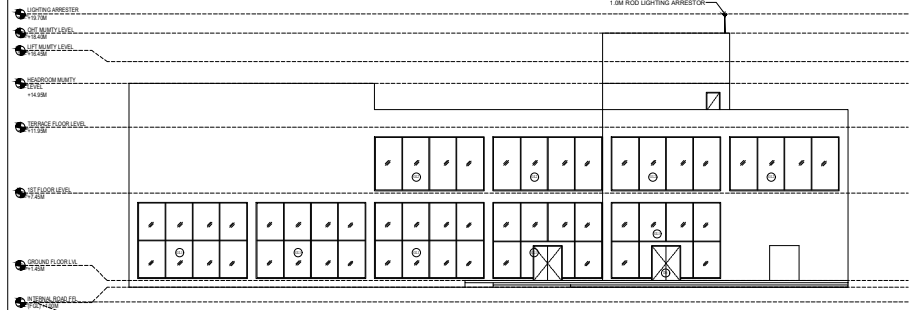 1.0M ROD LIGHTING ARRESTOR
LIGHTING ARRESTER
+19.70M
OHT MUMTY LEVEL
+18.40M
LIFT MUMTY LEVEL
+16.45M
HEADROOM MUMTY
LEVEL
+14.95M
TERRACE FLOOR LEVEL
+11.95M
1ST FLOOR LEVEL
+7.45M
GROUND FLOOR LVL
+1.45M
INTERNAL ROAD FFL